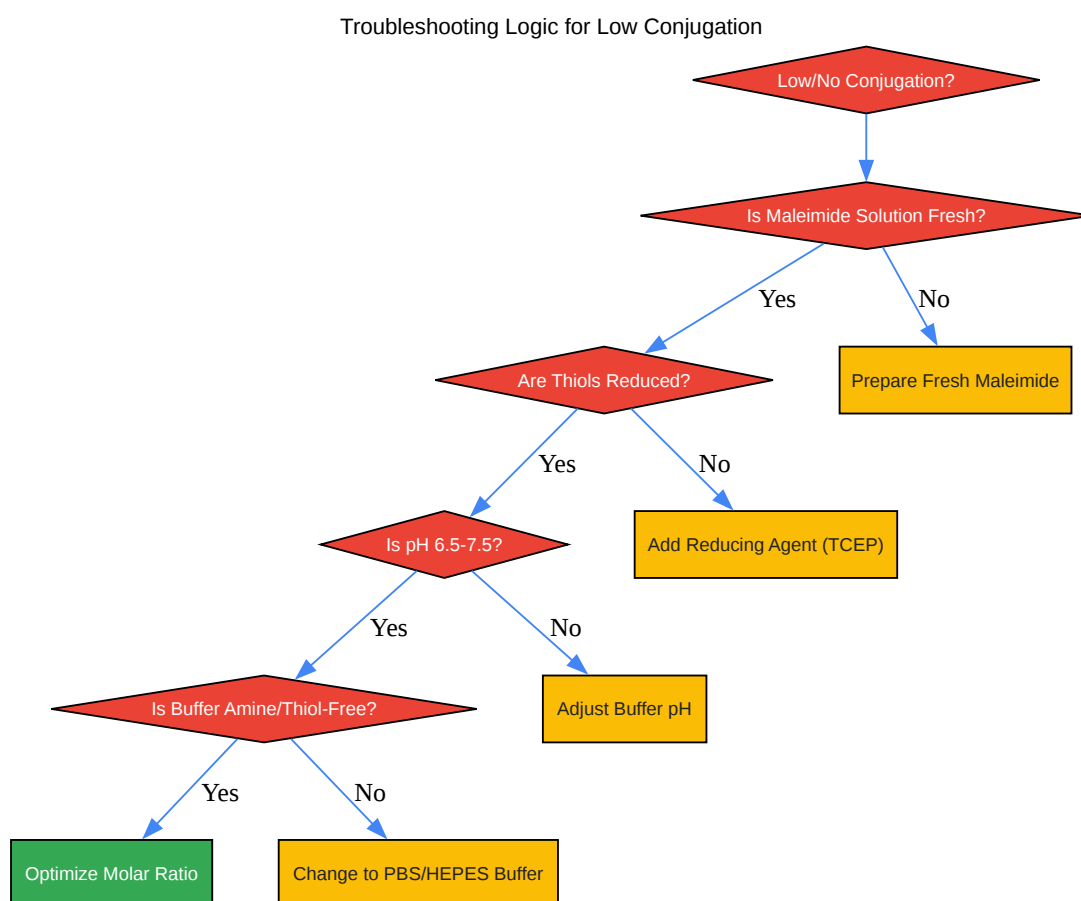 Troubleshooting Logic for Low Conjugation
Low/No Conjugation?
Is Maleimide Solution Fresh?
Yes
No
Are Thiols Reduced?
Prepare Fresh Maleimide
Yes
No
Is pH 6.5-7.5?
Add Reducing Agent (TCEP)
Yes
No
Is Buffer Amine/Thiol-Free?
Adjust Buffer pH
Yes
No
Optimize Molar Ratio
Change to PBS/HEPES Buffer